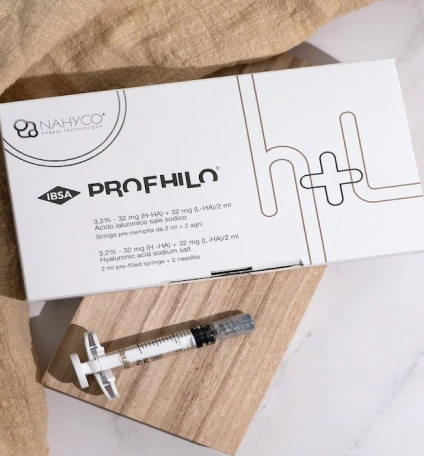 NAHYCO®
HYBRID TECHNOLOGY
IBSA PROFHILO®
3,2% - 32 mg (H-HA) + 32 mg (L-HA)/2 ml
Acido ialuronico sale sodico
Siringa pre-riempita da 2 ml + 2 aghi
3.2% - 32 mg (H-HA) + 32 mg (L-HA)/2 ml
Hyaluronic acid sodium salt
2 ml pre-filled syringe + 2 needles
h+L